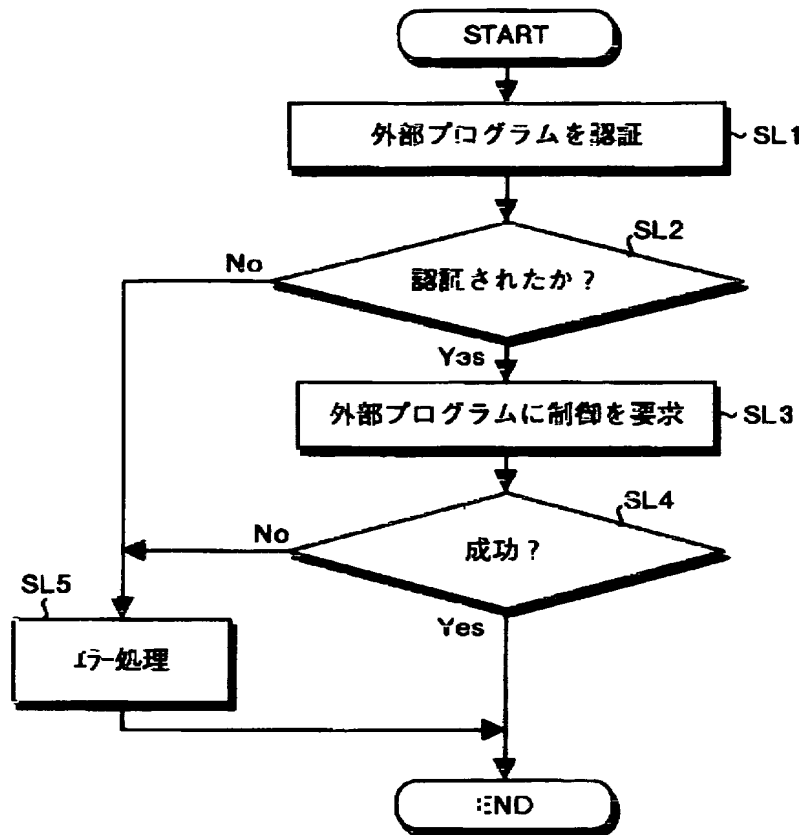 START
外部プログラムを認証
SL1
SL2
認証されたか？
No
Yes
外部プログラムに制御を要求
SL3
SL4
成功？
No
Yes
SL5
エラー処理
END